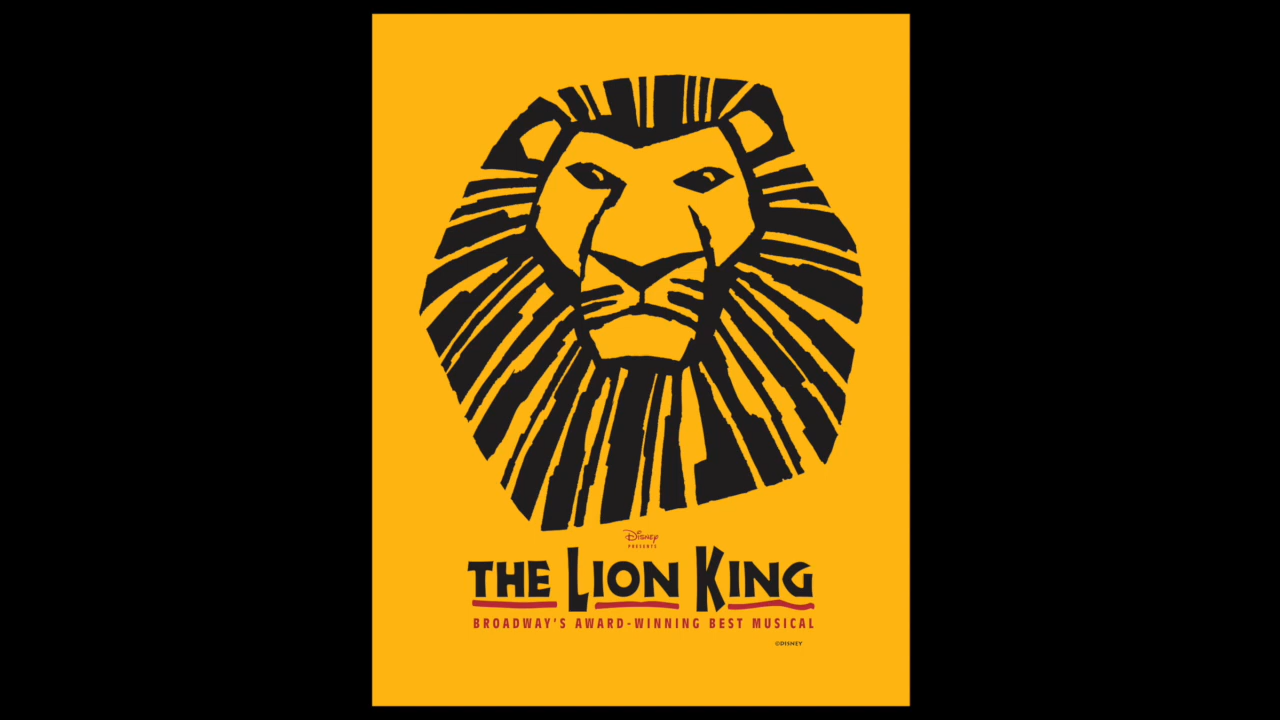 Disney
PRESENTS
THE LION KING
BROADWAY'S AWARD-WINNING BEST MUSICAL
©DISNEY